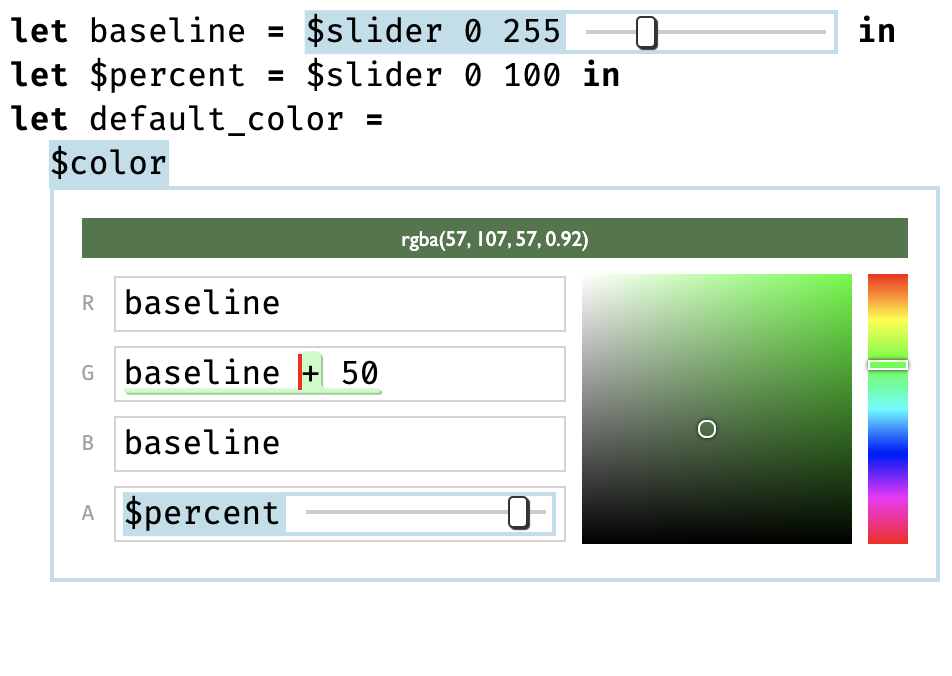 let baseline = $slider 0 255 in
let $percent = $slider 0 100 in
let default_color =
$color
rgba(57, 107, 57, 0.92)
R baseline
G baseline + 50
B baseline
A $percent